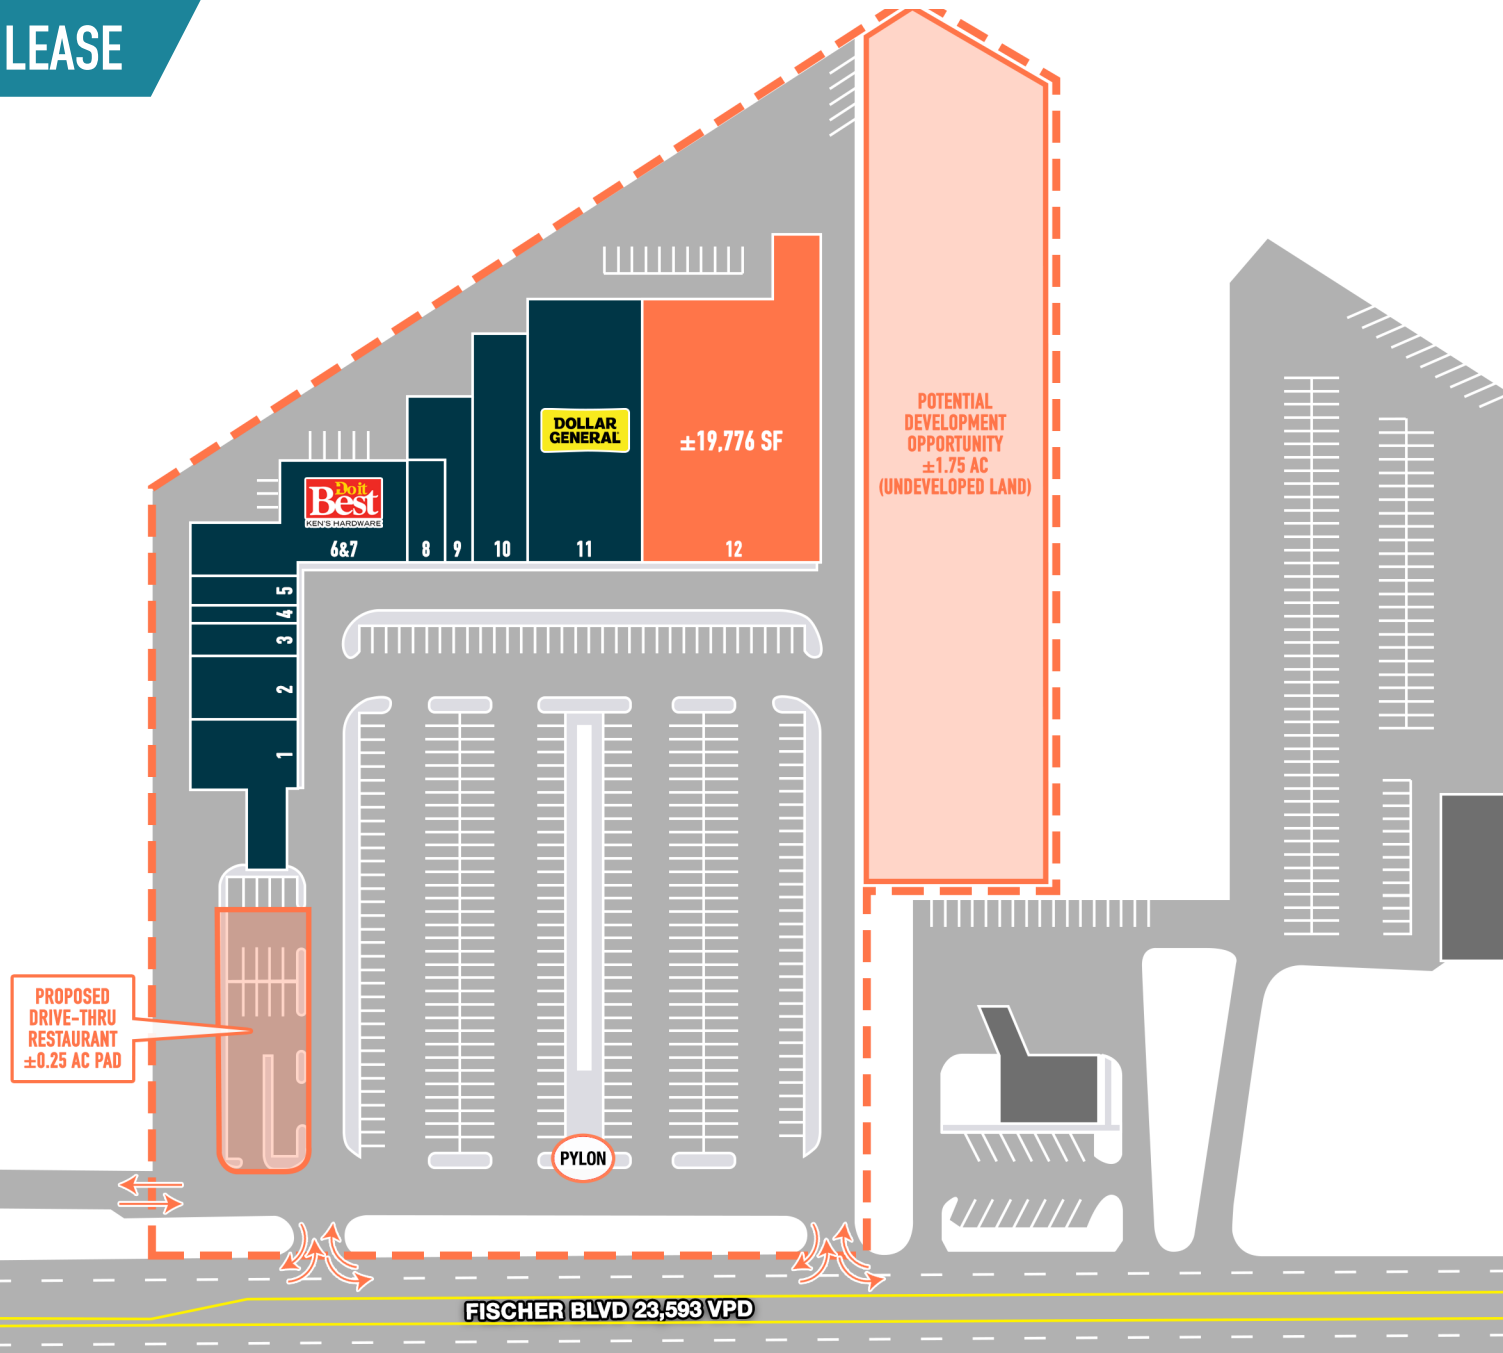 LEASE
POTENTIAL
DEVELOPMENT
OPPORTUNITY
±1.75 AC
(UNDEVELOPED LAND)
DOLLAR
GENERAL
±19,776 SF
Do it
Best
KEN'S HARDWARE
6&7
8
9
10
11
12
5
4
3
2
1
PROPOSED
DRIVE-THRU
RESTAURANT
±0.25 AC PAD
PYLON
FISCHER BLVD 23,593 VPD